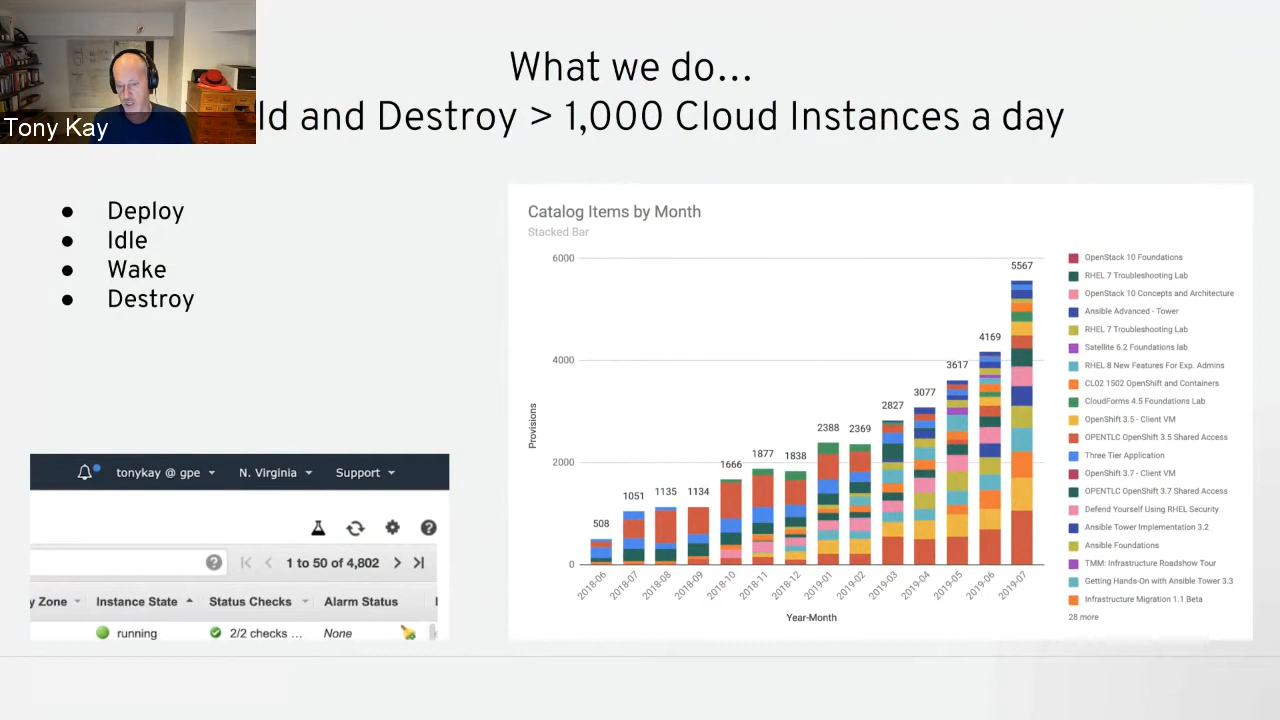 Tony Kay
What we do...
ld and Destroy > 1,000 Cloud Instances a day
● Deploy
● Idle
● Wake
● Destroy
tonykay @ gpe
N. Virginia
Support
1 to 50 of 4,802
y Zone
Instance State
Status Checks
Alarm Status
running
2/2 checks ...
None
Catalog Items by Month
Stacked Bar
Provisions
6000
4000
2000
0
508
1051
1135
1134
1666
1877
1838
2388
2369
2827
3077
3617
4169
5567
2018-06
2018-07
2018-08
2018-09
2018-10
2018-11
2018-12
2019-01
2019-02
2019-03
2019-04
2019-05
2019-06
2019-07
Year-Month
OpenStack 10 Foundations
RHEL 7 Troubleshooting Lab
OpenStack 10 Concepts and Architecture
Ansible Advanced - Tower
RHEL 7 Troubleshooting Lab
Satellite 6.2 Foundations lab
RHEL 8 New Features For Exp. Admins
CL02 1502 OpenShift and Containers
CloudForms 4.5 Foundations Lab
OpenShift 3.5 - Client VM
OPENTLC OpenShift 3.5 Shared Access
Three Tier Application
OpenShift 3.7 - Client VM
OPENTLC OpenShift 3.7 Shared Access
Defend Yourself Using RHEL Security
Ansible Tower Implementation 3.2
Ansible Foundations
TMM: Infrastructure Roadshow Tour
Getting Hands-On with Ansible Tower 3.3
Infrastructure Migration 1.1 Beta
28 more